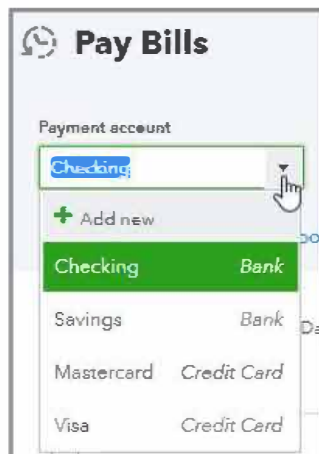 Pay Bills
Payment account
Checking
+ Add new
Checking Bank
Savings Bank
Mastercard Credit Card
Visa Credit Card